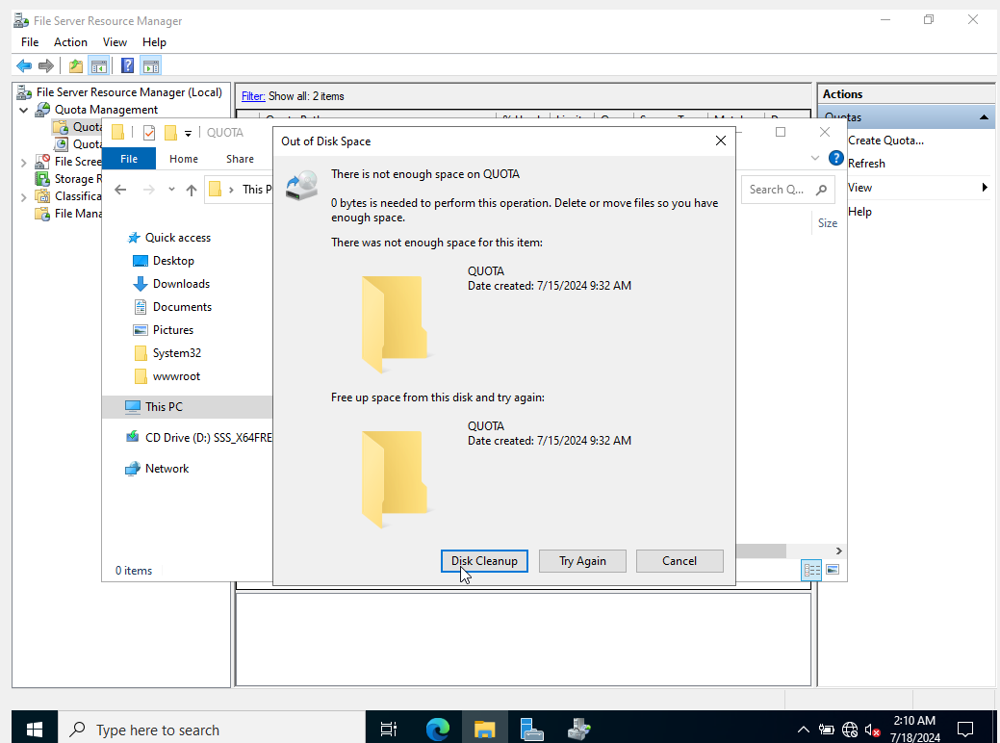 File Server Resource Manager
File Action View Help
File Server Resource Manager (Local)
Quota Management
Quota
Quota
File Scree
Storage R
Classifica
File Mana
Filter: Show all: 2 items
Actions
Quotas
Create Quota...
Refresh
View
Help
QUOTA
File Home Share
This P
Search Q...
Size
Quick access
Desktop
Downloads
Documents
Pictures
System32
wwwroot
This PC
CD Drive (D:) SSS_X64FRE
Network
0 items
Out of Disk Space
There is not enough space on QUOTA
0 bytes is needed to perform this operation. Delete or move files so you have
enough space.
There was not enough space for this item:
QUOTA
Date created: 7/15/2024 9:32 AM
Free up space from this disk and try again:
QUOTA
Date created: 7/15/2024 9:32 AM
Disk Cleanup Try Again Cancel
Type here to search
2:10 AM
7/18/2024